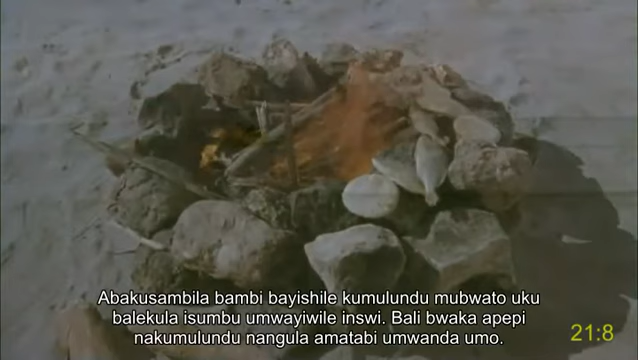 Abakusambila bambi bayishile kumulundu mubwato uku
balekula isumbu umwayiwile inswi. Bali bwaka apepi
nakumulundu nangula amatabi umwanda umo.
21:8